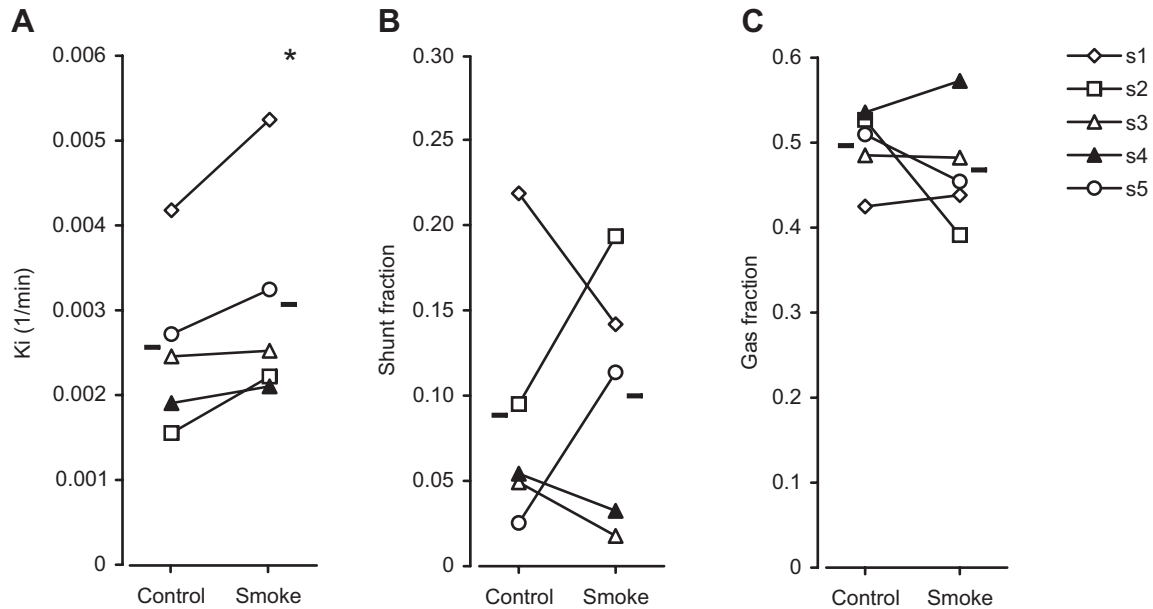 A
B
C
0.006
0.005
0.004
0.003
0.002
0.001
0
Ki (1/min)
*
Control Smoke
0.30
0.25
0.20
0.15
0.10
0.05
0
Shunt fraction
Control Smoke
0.6
0.5
0.4
0.3
0.2
0.1
0
Gas fraction
Control Smoke
s1
s2
s3
s4
s5